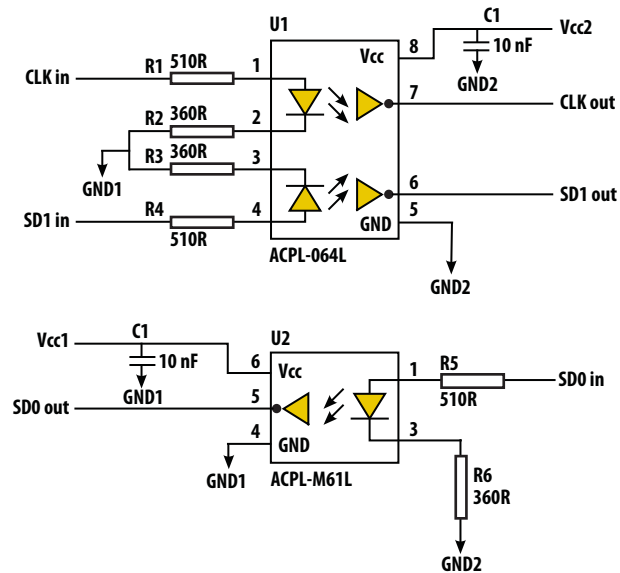 U1
C1
Vcc2
10 nF
GND2
Vcc
8
CLK in
R1
510R
1
7
CLK out
R2
360R
2
R3
360R
3
GND1
6
SD1 out
SD1 in
R4
510R
4
GND
5
ACPL-064L
GND2
Vcc1
C1
10 nF
GND1
U2
6
Vcc
1
R5
510R
SD0 in
SD0 out
5
4
GND
3
GND1
ACPL-M61L
R6
360R
GND2